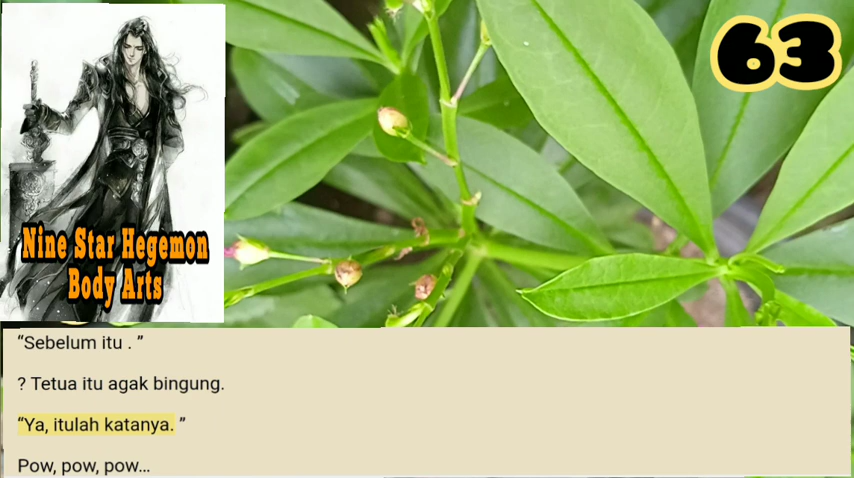 63
Nine Star Hegemon
Body Arts
“Sebelum itu . ”
? Tetua itu agak bingung.
“Ya, itulah katanya. ”
Pow, pow, pow...